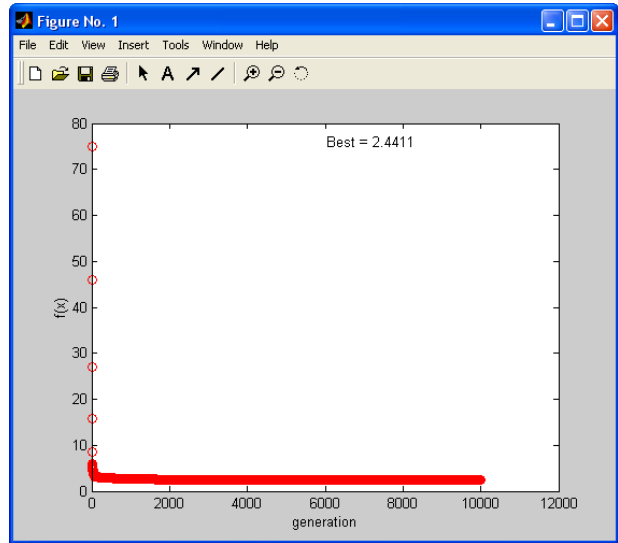 Figure No. 1
File Edit View Insert Tools Window Help
A
80
Best = 2.4411
70
60
50
f(x)
40
30
20
10
0
0 2000 4000 6000 8000 10000 12000
generation